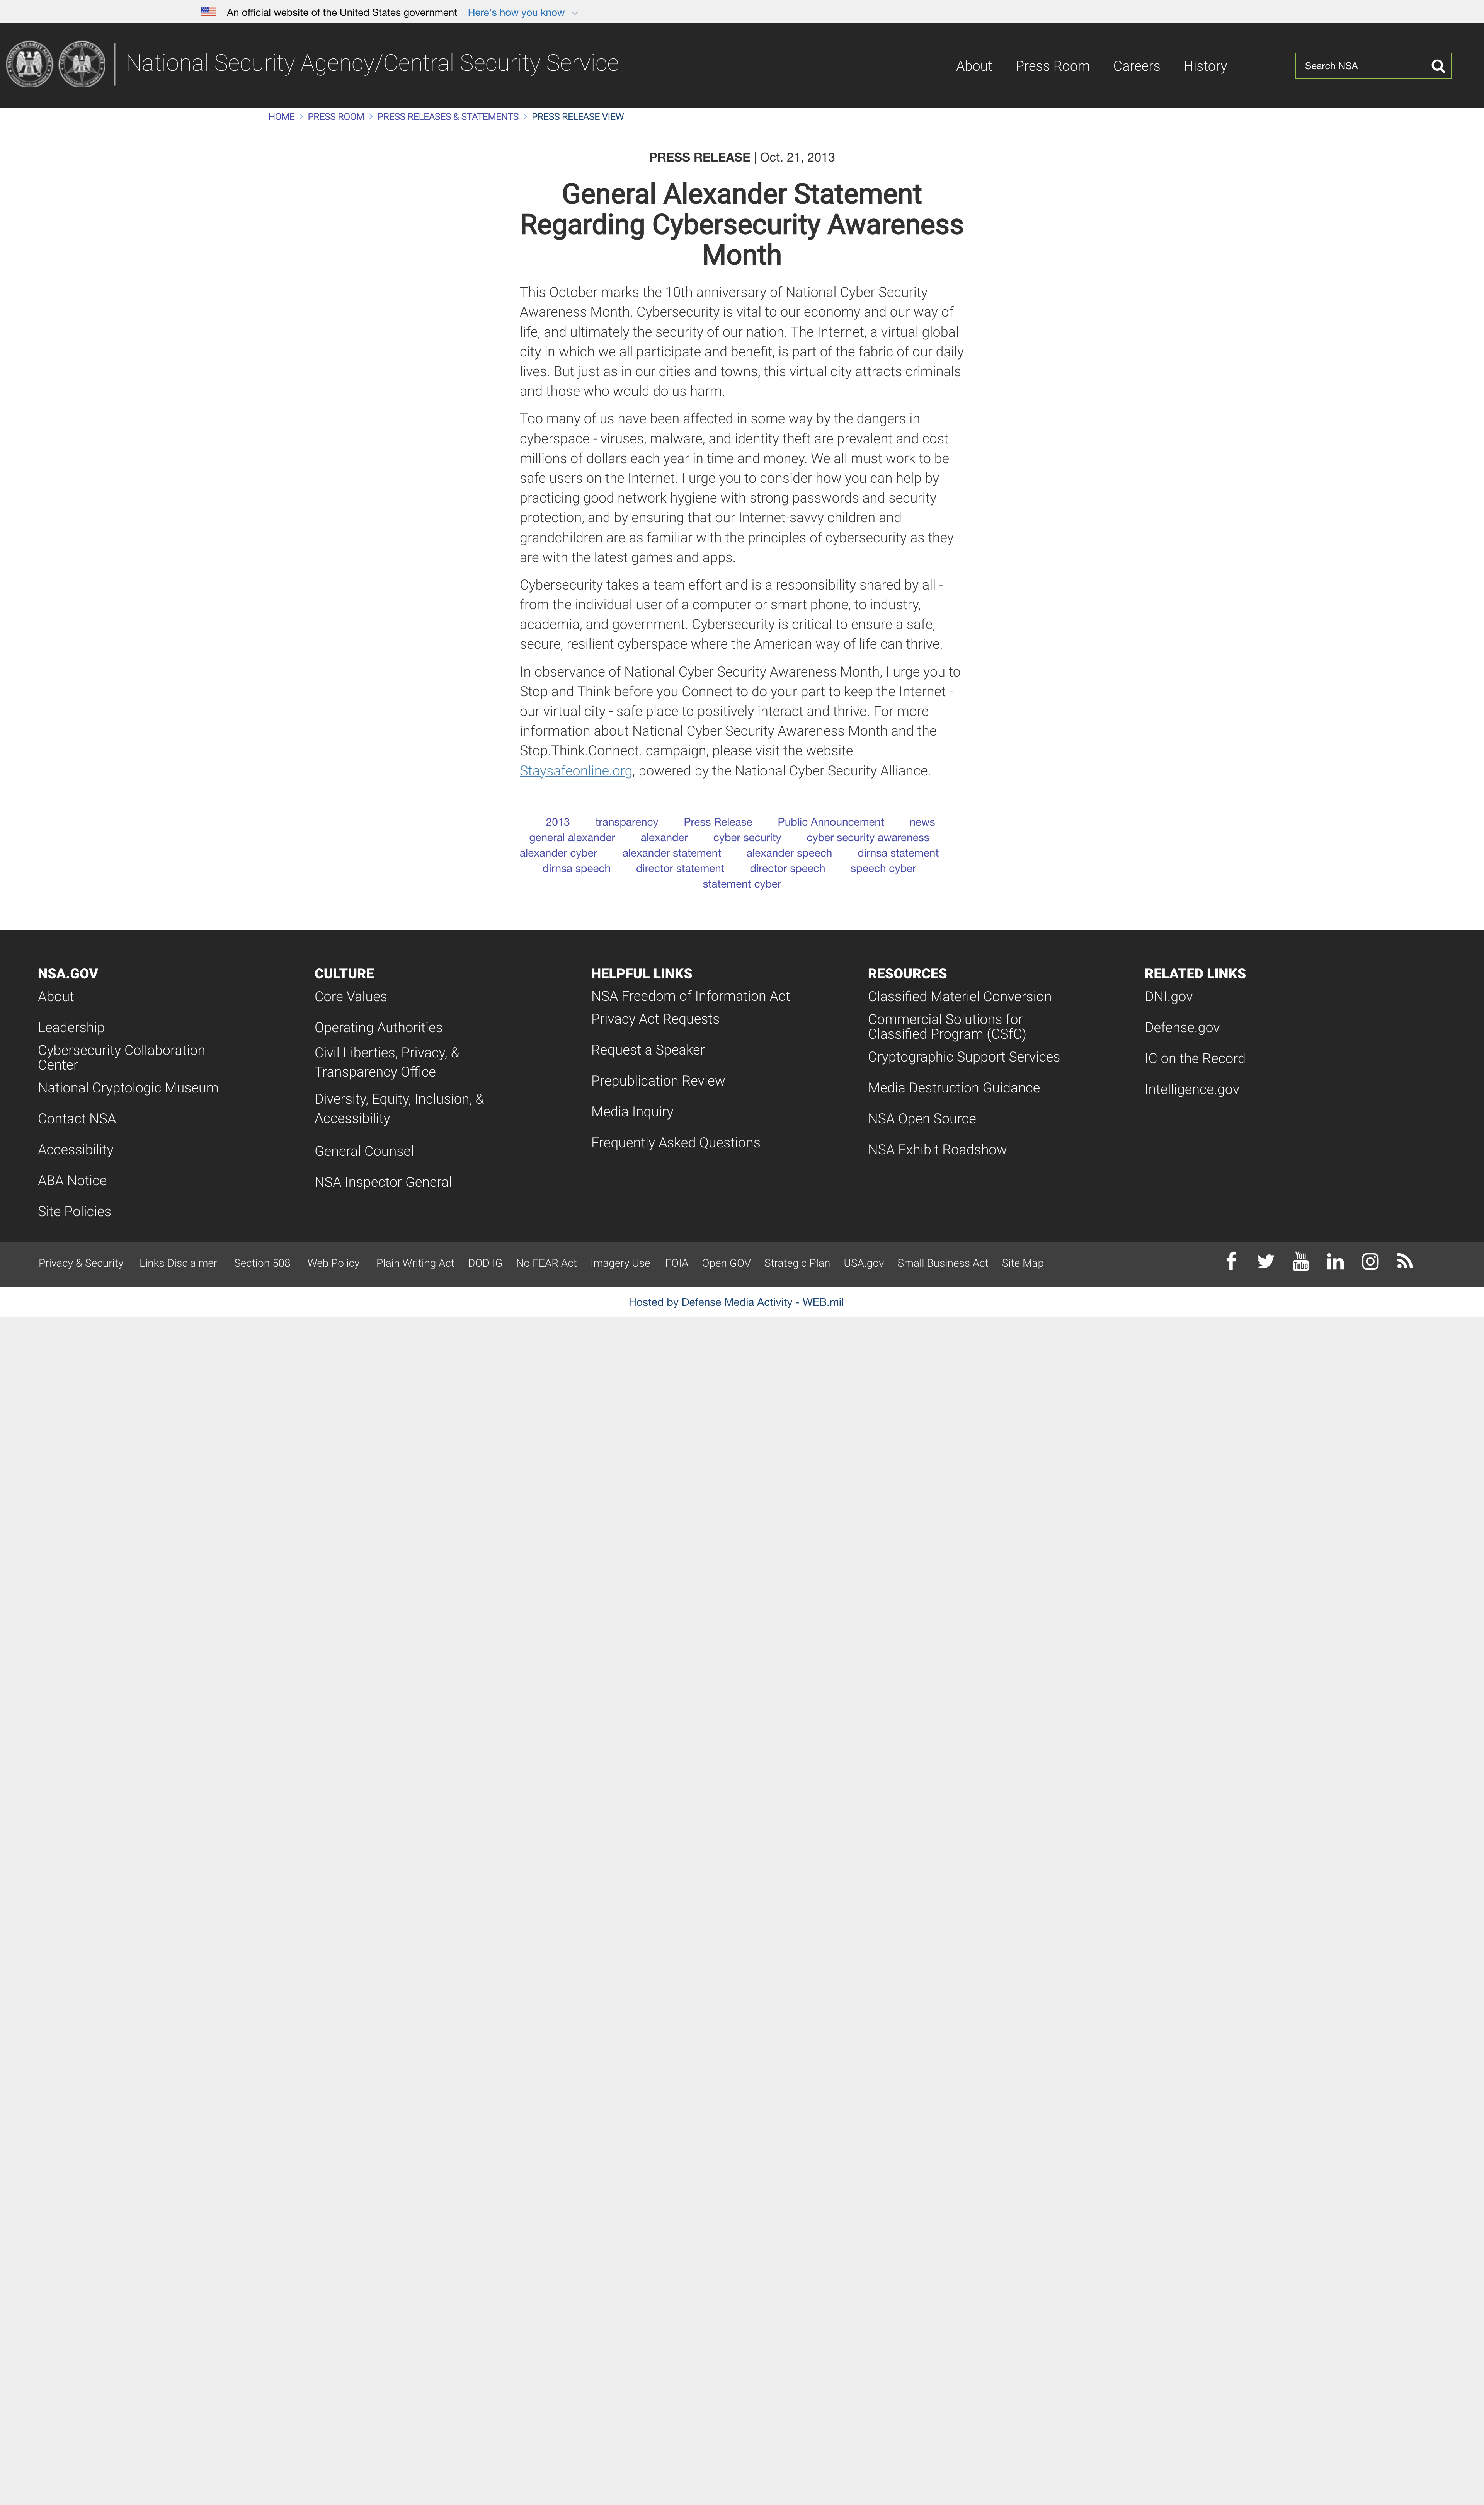 An official website of the United States government Here's how you know
National Security Agency/Central Security Service
About Press Room Careers History
Search NSA
HOME > PRESS ROOM > PRESS RELEASES & STATEMENTS > PRESS RELEASE VIEW
PRESS RELEASE | Oct. 21, 2013
General Alexander Statement
Regarding Cybersecurity Awareness
Month
This October marks the 10th anniversary of National Cyber Security
Awareness Month. Cybersecurity is vital to our economy and our way of
life, and ultimately the security of our nation. The Internet, a virtual global
city in which we all participate and benefit, is part of the fabric of our daily
lives. But just as in our cities and towns, this virtual city attracts criminals
and those who would do us harm.
Too many of us have been affected in some way by the dangers in
cyberspace - viruses, malware, and identity theft are prevalent and cost
millions of dollars each year in time and money. We all must work to be
safe users on the Internet. I urge you to consider how you can help by
practicing good network hygiene with strong passwords and security
protection, and by ensuring that our Internet-savvy children and
grandchildren are as familiar with the principles of cybersecurity as they
are with the latest games and apps.
Cybersecurity takes a team effort and is a responsibility shared by all -
from the individual user of a computer or smart phone, to industry,
academia, and government. Cybersecurity is critical to ensure a safe,
secure, resilient cyberspace where the American way of life can thrive.
In observance of National Cyber Security Awareness Month, I urge you to
Stop and Think before you Connect to do your part to keep the Internet -
our virtual city - safe place to positively interact and thrive. For more
information about National Cyber Security Awareness Month and the
Stop.Think.Connect. campaign, please visit the website
Staysafeonline.org, powered by the National Cyber Security Alliance.
2013 transparency Press Release Public Announcement news
general alexander alexander cyber security cyber security awareness
alexander cyber alexander statement alexander speech dirnsa statement
dirnsa speech director statement director speech speech cyber
statement cyber
NSA.GOV
About
Leadership
Cybersecurity Collaboration
Center
National Cryptologic Museum
Contact NSA
Accessibility
ABA Notice
Site Policies
CULTURE
Core Values
Operating Authorities
Civil Liberties, Privacy, &
Transparency Office
Diversity, Equity, Inclusion, &
Accessibility
General Counsel
NSA Inspector General
HELPFUL LINKS
NSA Freedom of Information Act
Privacy Act Requests
Request a Speaker
Prepublication Review
Media Inquiry
Frequently Asked Questions
RESOURCES
Classified Materiel Conversion
Commercial Solutions for
Classified Program (CSfC)
Cryptographic Support Services
Media Destruction Guidance
NSA Open Source
NSA Exhibit Roadshow
RELATED LINKS
DNI.gov
Defense.gov
IC on the Record
Intelligence.gov
Privacy & Security Links Disclaimer Section 508 Web Policy Plain Writing Act DOD IG No FEAR Act Imagery Use FOIA Open GOV Strategic Plan USA.gov Small Business Act Site Map
You
Tube
Hosted by Defense Media Activity - WEB.mil